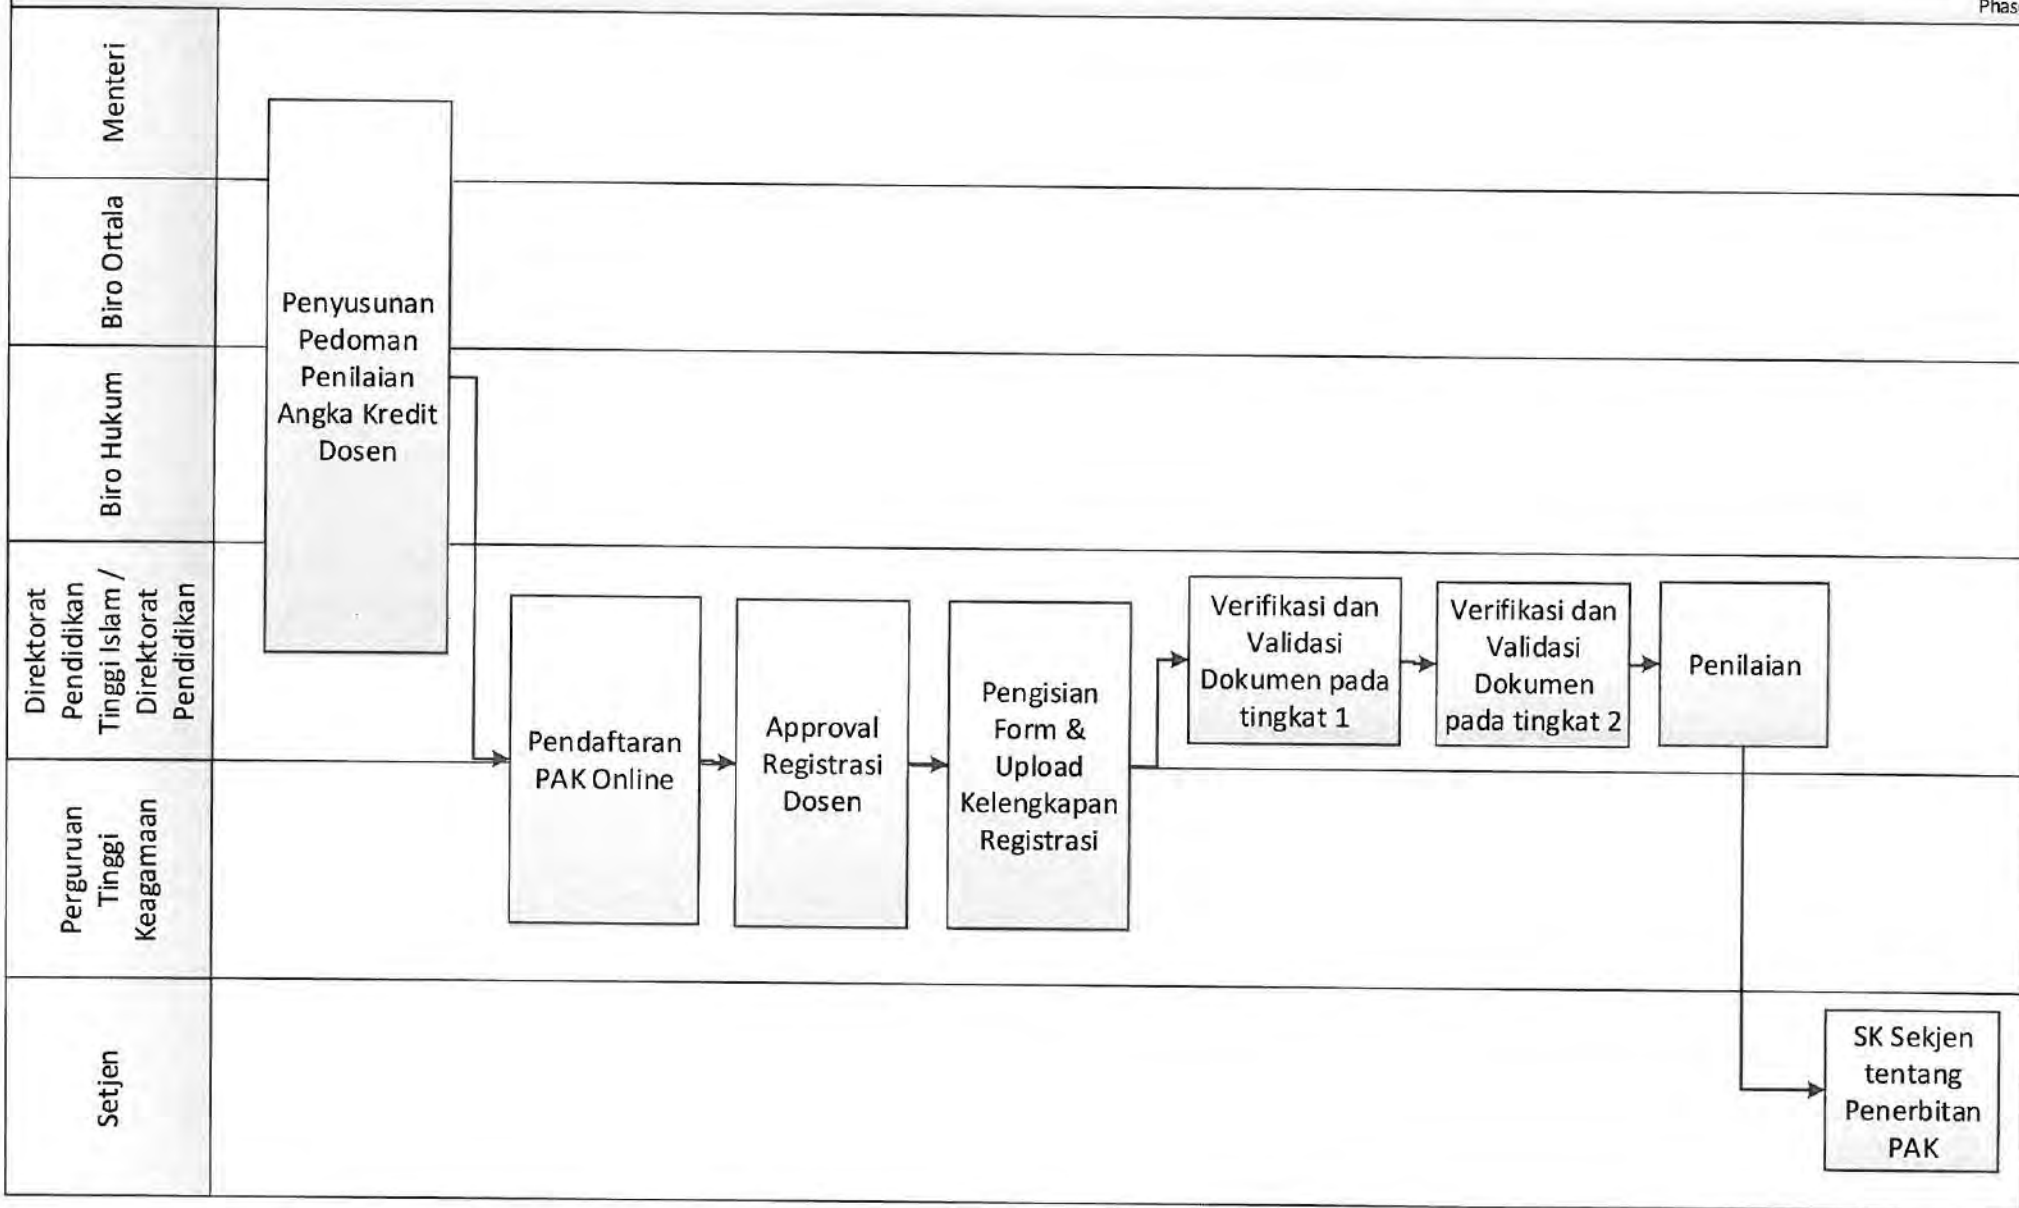 Phas
Menteri
Biro Ortala
Biro Hukum
Direktorat
Pendidikan
Tinggi Islam /
Direktorat
Pendidikan
Perguruan
Tinggi
Keagamaan
Setjen
Penyusunan
Pedoman
Penilaian
Angka Kredit
Dosen
Pendaftaran
PAK Online
Approval
Registrasi
Dosen
Pengisian
Form &
Upload
Kelengkapan
Registrasi
Verifikasi dan
Validasi
Dokumen pada
tingkat 1
Verifikasi dan
Validasi
Dokumen
pada tingkat 2
Penilaian
SK Sekjen
tentang
Penerbitan
PAK